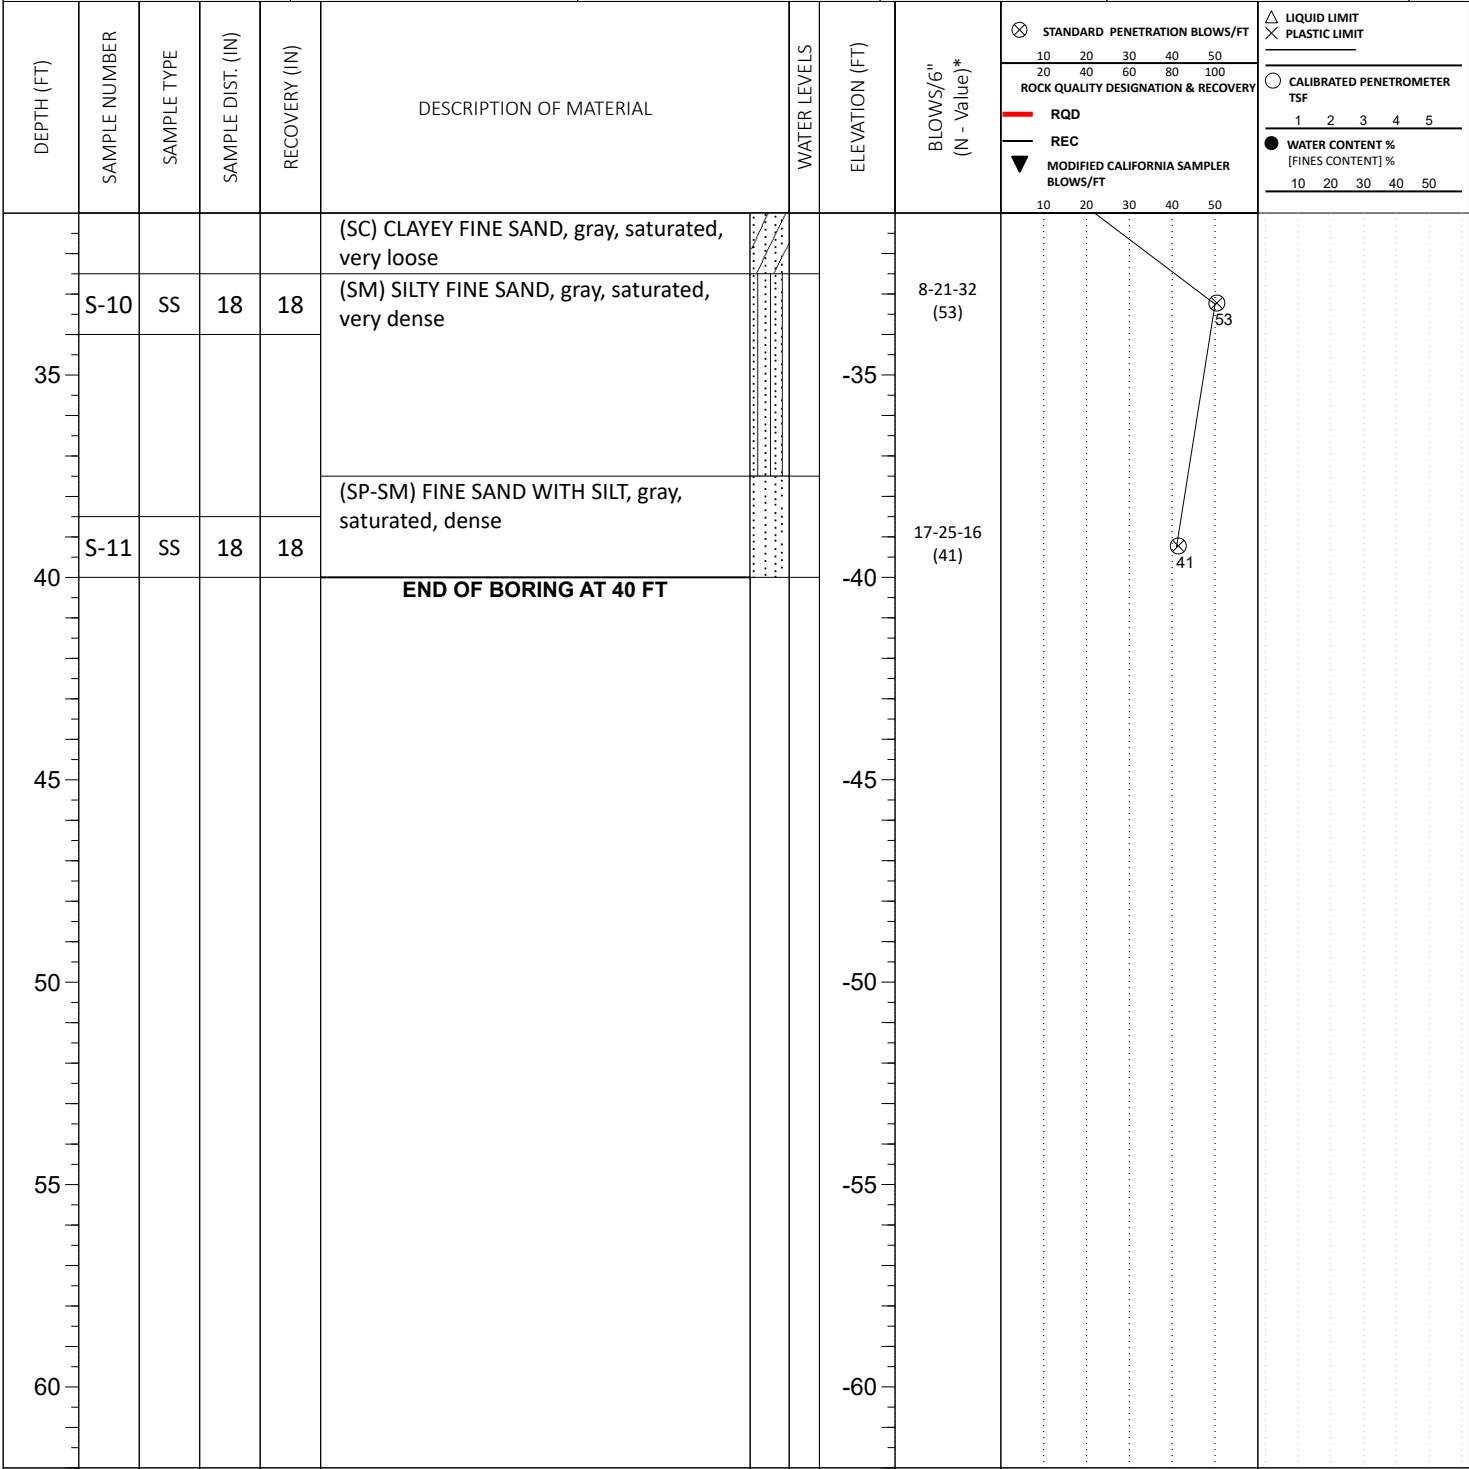 DEPTH (FT)
SAMPLE NUMBER
SAMPLE TYPE
SAMPLE DIST. (IN)
RECOVERY (IN)
DESCRIPTION OF MATERIAL
WATER LEVELS
ELEVATION (FT)
BLOWS/6"
(N - Value)*
STANDARD PENETRATION BLOWS/FT
10 20 30 40 50
20 40 60 80 100
ROCK QUALITY DESIGNATION & RECOVERY
RQD
REC
MODIFIED CALIFORNIA SAMPLER
BLOWS/FT
10 20 30 40 50
LIQUID LIMIT
PLASTIC LIMIT
CALIBRATED PENETROMETER
TSF
1 2 3 4 5
WATER CONTENT %
[FINES CONTENT] %
10 20 30 40 50
(SC) CLAYEY FINE SAND, gray, saturated,
very loose
S-10 SS 18 18
(SM) SILTY FINE SAND, gray, saturated,
very dense
8-21-32
(53)
53
35 -35
(SP-SM) FINE SAND WITH SILT, gray,
saturated, dense
S-11 SS 18 18
17-25-16
(41)
41
40 -40
END OF BORING AT 40 FT
45 -45
50 -50
55 -55
60 -60